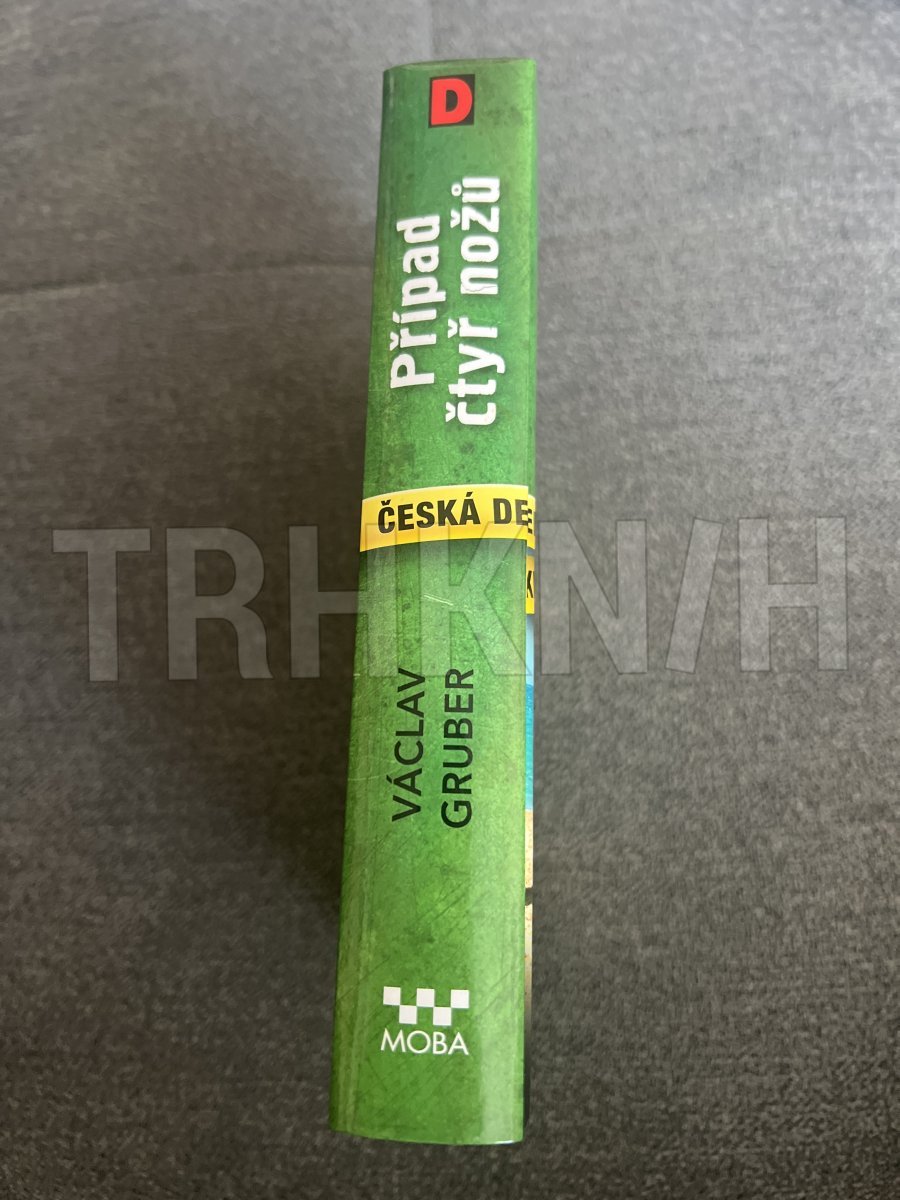 D
Případ
čtyř nožů
ČESKÁ DE
E
K
VÁCLAV
GRUBER
MOBA
TRHKNIH